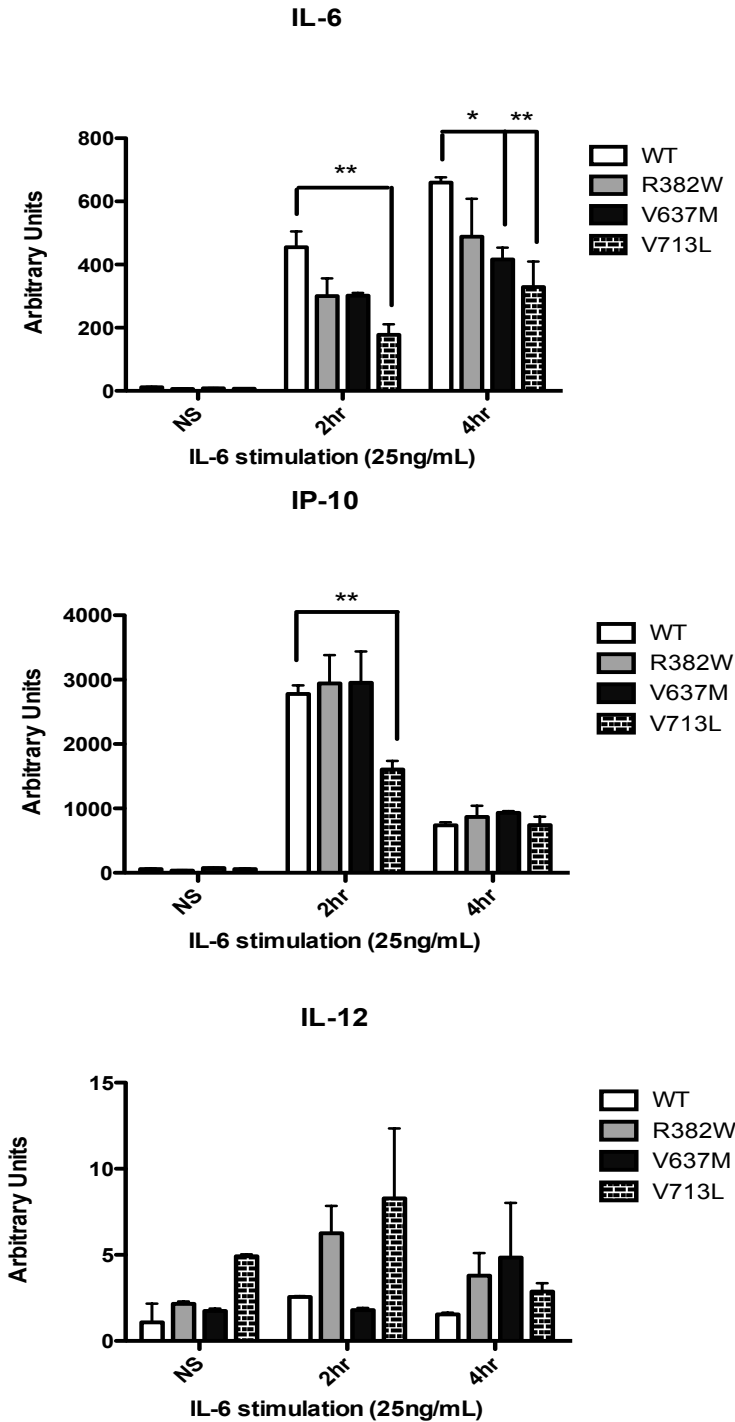 IL-6
* **
800
**
600
400
200
0
Arbitrary Units
NS 2hr 4hr
IL-6 stimulation (25ng/mL)
WT
R382W
V637M
V713L
IP-10
**
4000
3000
2000
1000
0
Arbitrary Units
NS 2hr 4hr
IL-6 stimulation (25ng/mL)
WT
R382W
V637M
V713L
IL-12
15
10
5
0
Arbitrary Units
NS 2hr 4hr
IL-6 stimulation (25ng/mL)
WT
R382W
V637M
V713L